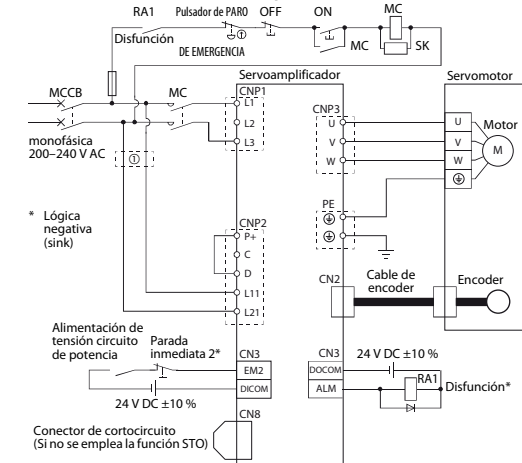 RA1 Pulsador de PARO OFF ON MC
①
Disfunción
DE EMERGENCIA
MC SK
Servoamplificador Servomotor
MCCB MC
CNP1
L1
L2
L3
CNP3
U
V
W
U
V
W
Motor
M
monofásica
200–240 V AC
①
* Lógica
negativa
(sink)
PE
CNP2
P+
C
D
L11
L21
CN2
Cable de
encoder
Encoder
Alimentación de
tensión circuito
de potencia
Parada
inmediata 2*
24 V DC ±10 %
CN3
EM2
DICOM
CN3
DOCOM
ALM
24 V DC ±10 %
RA1
Disfunción*
CN8
Conector de cortocircuito
(Si no se emplea la función STO)